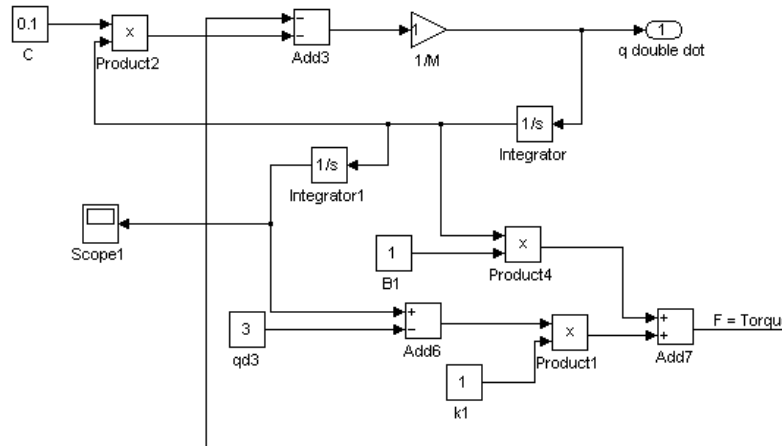 0.1
C
x
Product2
−
−
Add3
1
1/M
1
q double dot
1/s
Integrator
1/s
Integrator1
Scope1
1
B1
x
Product4
3
qd3
+
−
Add6
x
Product1
1
k1
+
+
Add7
F = Torqu